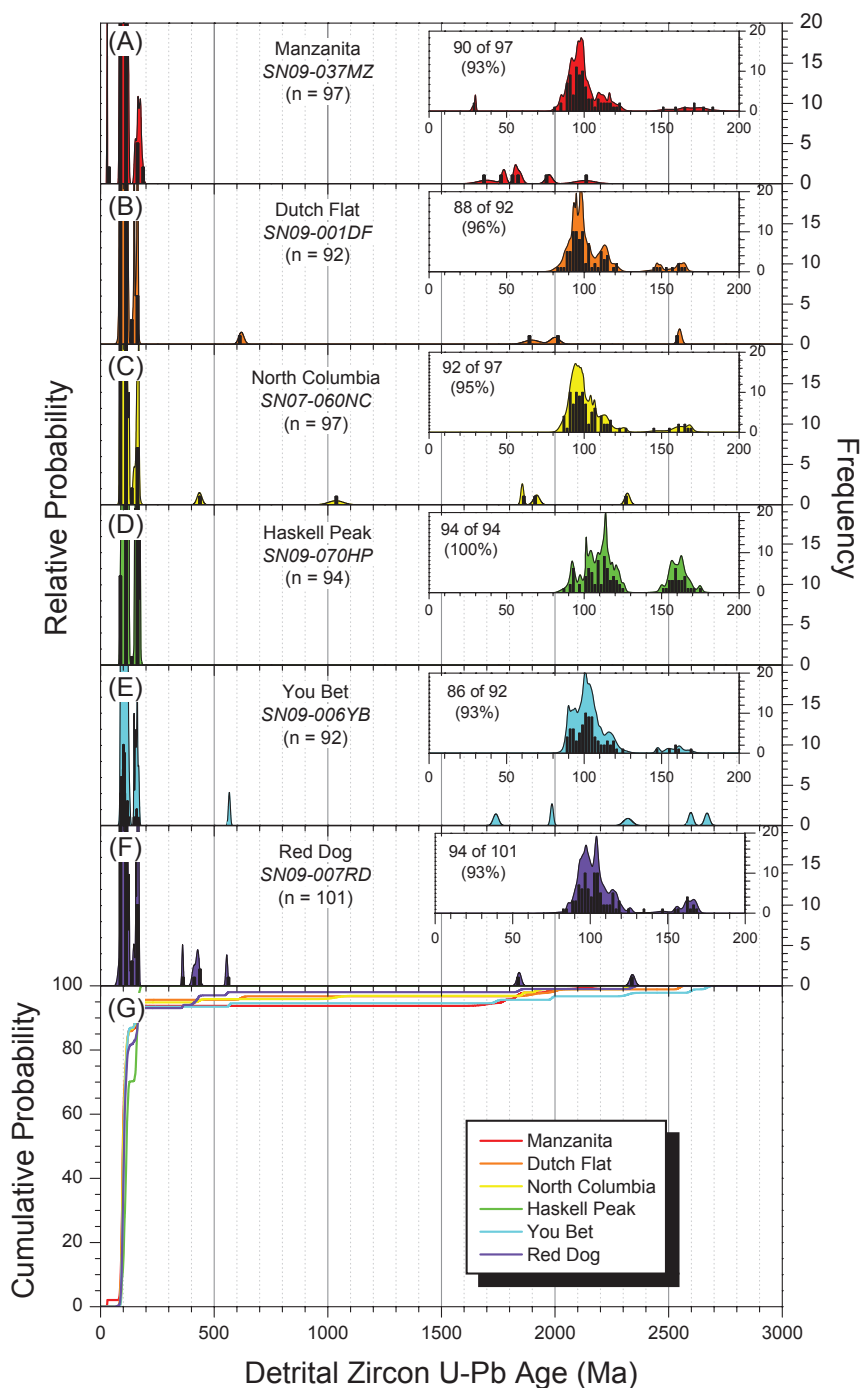 (A)
Manzanita
SN09-037MZ
(n = 97)
90 of 97
(93%)
20
10
0
0 50 100 150 200
20
15
10
5
0
(B)
Dutch Flat
SN09-001DF
(n = 92)
88 of 92
(96%)
20
10
0
0 50 100 150 200
15
10
5
0
(C)
North Columbia
SN07-060NC
(n = 97)
92 of 97
(95%)
20
10
0
0 50 100 150 200
15
10
5
0
(D)
Haskell Peak
SN09-070HP
(n = 94)
94 of 94
(100%)
20
10
0
0 50 100 150 200
15
10
5
0
(E)
You Bet
SN09-006YB
(n = 92)
86 of 92
(93%)
20
10
0
0 50 100 150 200
15
10
5
0
(F)
Red Dog
SN09-007RD
(n = 101)
94 of 101
(93%)
20
10
0
0 50 100 150 200
15
10
5
0
Relative Probability
Frequency
(G)
100
80
60
40
20
0
Cumulative Probability
Manzanita
Dutch Flat
North Columbia
Haskell Peak
You Bet
Red Dog
0 500 1000 1500 2000 2500 3000
Detrital Zircon U-Pb Age (Ma)